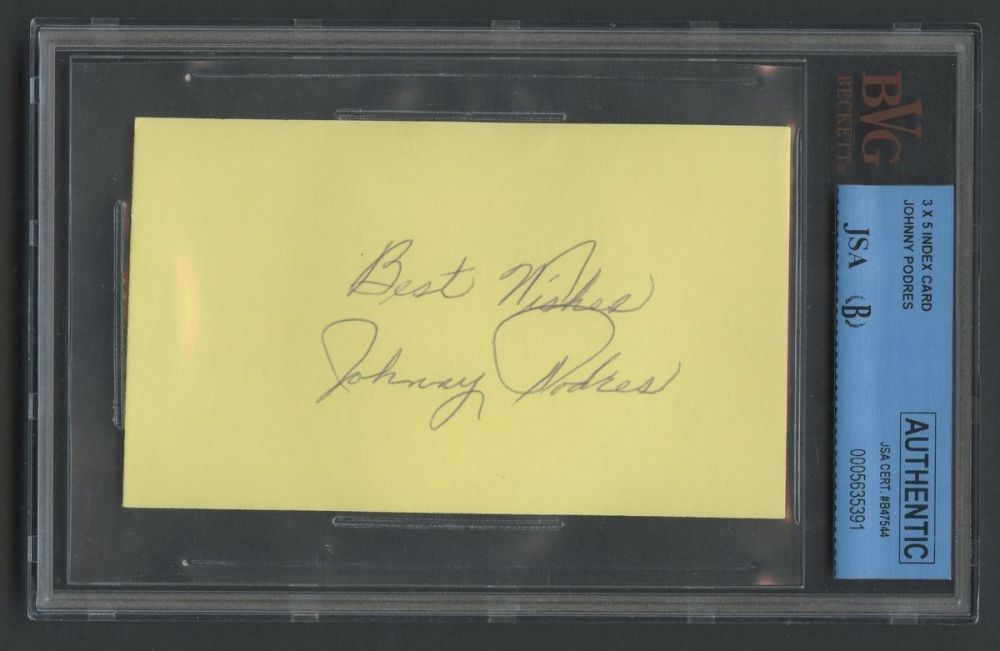 Best Wishes
Johnny Podres
BVG
BECKETT®
3 X 5 INDEX CARD
JOHNNY PODRES
JSA (B)
AUTHENTIC
JSA CERT. #B47544
0005635391